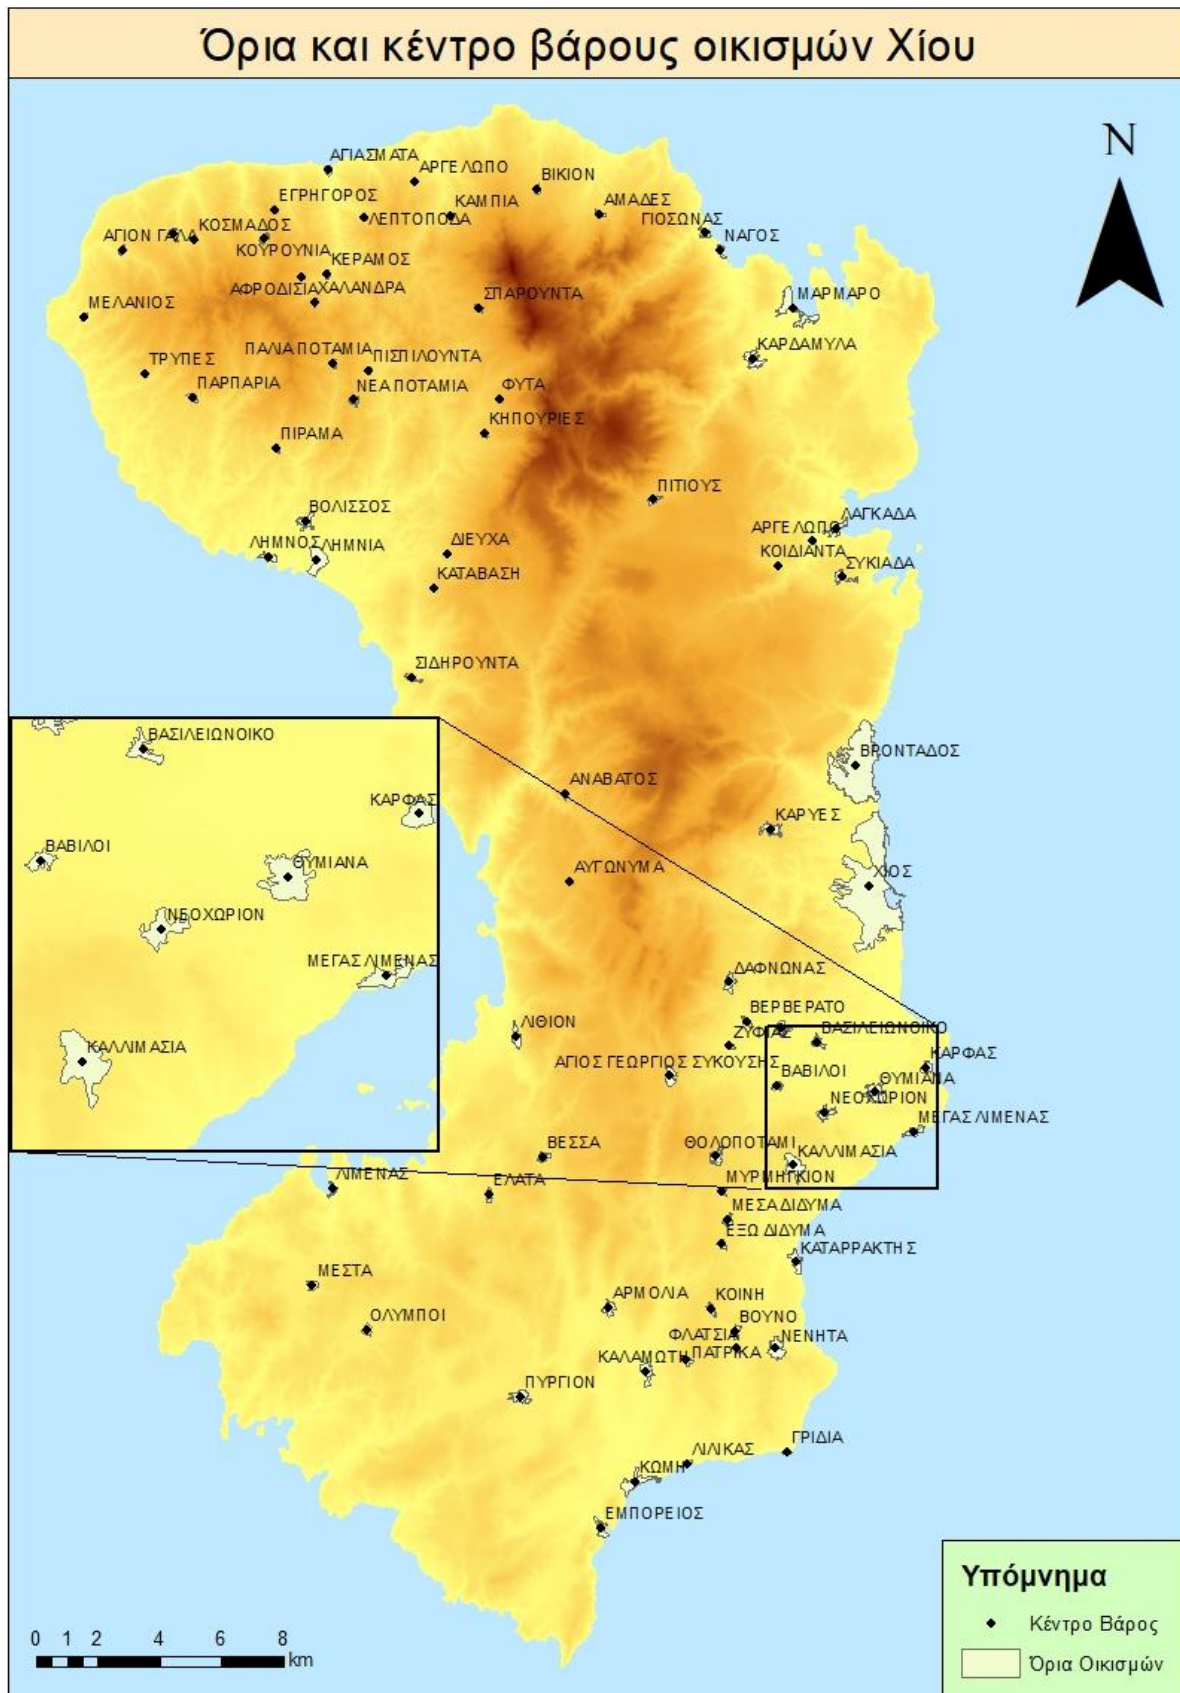 Όρια και κέντρο βάρους οικισμών Χίου
N
ΑΓΙΑΣΜΑΤΑ
ΑΡΓΕΛΩΠΟ
ΒΙΚΙΟΝ
ΕΓΡΗΓΟΡΟΣ
ΚΑΜΠΙΑ
ΑΜΑΔΕΣ
ΛΕΠΤΟΠΟΔΑ
ΓΙΟΣΩΝΑΣ
ΑΓΙΟΝ ΓΑΛΑ
ΚΟΣΜΑΔΟΣ
ΝΑΓΟΣ
ΚΟΥΡΟΥΝΙΑ
ΚΕΡΑΜΟΣ
ΑΦΡΟΔΙΣΙΑ
ΧΑΛΑΝΔΡΑ
ΜΕΛΑΝΙΟΣ
ΣΠΑΡΟΥΝΤΑ
ΜΑΡΜΑΡΟ
ΤΡΥΠΕΣ
ΠΑΛΙΑ ΠΟΤΑΜΙΑ
ΠΙΣΠΙΛΟΥΝΤΑ
ΚΑΡΔΑΜΥΛΑ
ΠΑΡΠΑΡΙΑ
ΝΕΑ ΠΟΤΑΜΙΑ
ΦΥΤΑ
ΚΗΠΟΥΡΙΕΣ
ΠΙΡΑΜΑ
ΠΙΤΙΟΥΣ
ΒΟΛΙΣΣΟΣ
ΛΑΓΚΑΔΑ
ΑΡΓΕΛΩΠΟ
ΛΗΜΝΟΣ
ΛΗΜΝΙΑ
ΔΙΕΥΧΑ
ΚΟΙΔΙΑΝΤΑ
ΣΥΚΙΑΔΑ
ΚΑΤΑΒΑΣΗ
ΣΙΔΗΡΟΥΝΤΑ
ΒΑΣΙΛΕΙΩΝΟΙΚΟ
ΚΑΡΦΑΣ
ΒΑΒΙΛΟΙ
ΘΥΜΙΑΝΑ
ΝΕΟΧΩΡΙΟΝ
ΜΕΓΑΣ ΛΙΜΕΝΑΣ
ΚΑΛΛΙΜΑΣΙΑ
ΒΡΟΝΤΑΔΟΣ
ΑΝΑΒΑΤΟΣ
ΚΑΡΥΕΣ
ΑΥΓΩΝΥΜΑ
ΧΙΟΣ
ΔΑΦΝΩΝΑΣ
ΛΙΘΙΟΝ
ΒΕΡΒΕΡΑΤΟ
ΖΥΦΙΑΣ
ΒΑΣΙΛΕΙΩΝΟΙΚΟ
ΑΓΙΟΣ ΓΕΩΡΓΙΟΣ ΣΥΚΟΥΣΗΣ
ΚΑΡΦΑΣ
ΒΑΒΙΛΟΙ
ΘΥΜΙΑΝΑ
ΝΕΟΧΩΡΙΟΝ
ΜΕΓΑΣ ΛΙΜΕΝΑΣ
ΒΕΣΣΑ
ΘΟΛΟΠΟΤΑΜΙ
ΚΑΛΛΙΜΑΣΙΑ
ΛΙΜΕΝΑΣ
ΕΛΑΤΑ
ΜΥΡΜΗΓΚΙΟΝ
ΜΕΣΑ ΔΙΔΥΜΑ
ΕΞΩ ΔΙΔΥΜΑ
ΚΑΤΑΡΡΑΚΤΗΣ
ΜΕΣΤΑ
ΑΡΜΟΛΙΑ
ΚΟΙΝΗ
ΟΛΥΜΠΟΙ
ΒΟΥΝΟ
ΦΛΑΤΣΙΑ
ΝΕΝΗΤΑ
ΚΑΛΑΜΩΤΗ
ΠΑΤΡΙΚΑ
ΠΥΡΓΙΟΝ
ΓΡΙΔΙΑ
ΛΙΛΙΚΑΣ
ΚΩΜΗ
ΕΜΠΟΡΕΙΟΣ
0 1 2 4 6 8
km
Υπόμνημα
Κέντρο Βάρος
Όρια Οικισμών